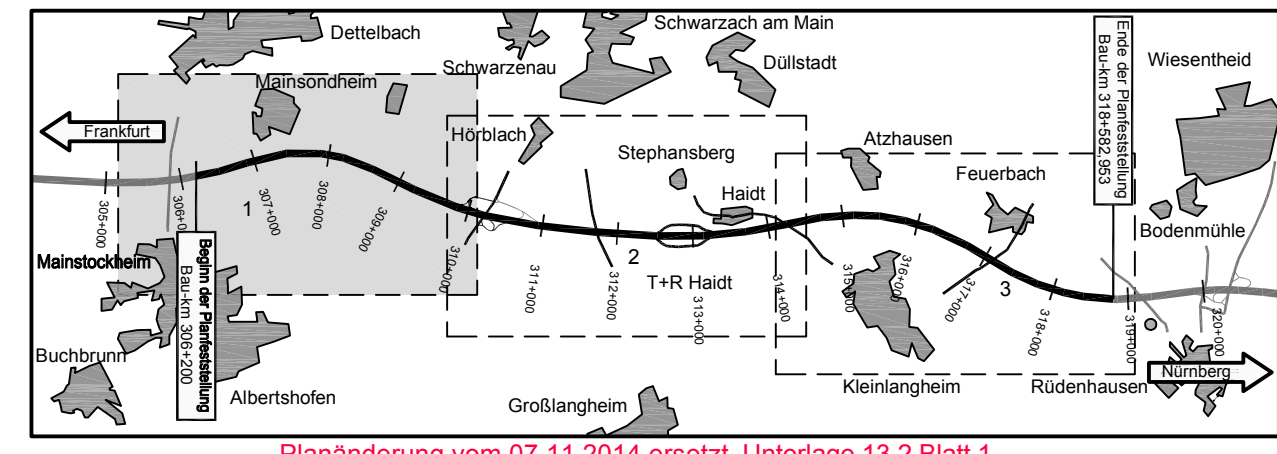 Dettelbach
Schwarzach am Main
Schwarzenau
Düllstadt
Wiesentheid
Mainsondheim
Frankfurt
Hörblach
Stephansberg
Atzhausen
Haidt
Feuerbach
Bodenmühle
Ende der Planfeststellung
Bau-km 318+582.953
305+000
306+0
307+000
308+000
309+000
310+000
311+000
312+000
313+000
314+000
315+000
316+000
317+000
318+000
319+000
320+000
1
2
3
T+R Haidt
Mainstockheim
Beginn der Planfeststellung
Bau-km 306+200
Buchbrunn
Albertshofen
Großlangheim
Kleinlangheim
Rüdenhausen
Nürnberg
Planänderung vom 07.11.2014 ersetzt Unterlage 13.2 Blatt 1